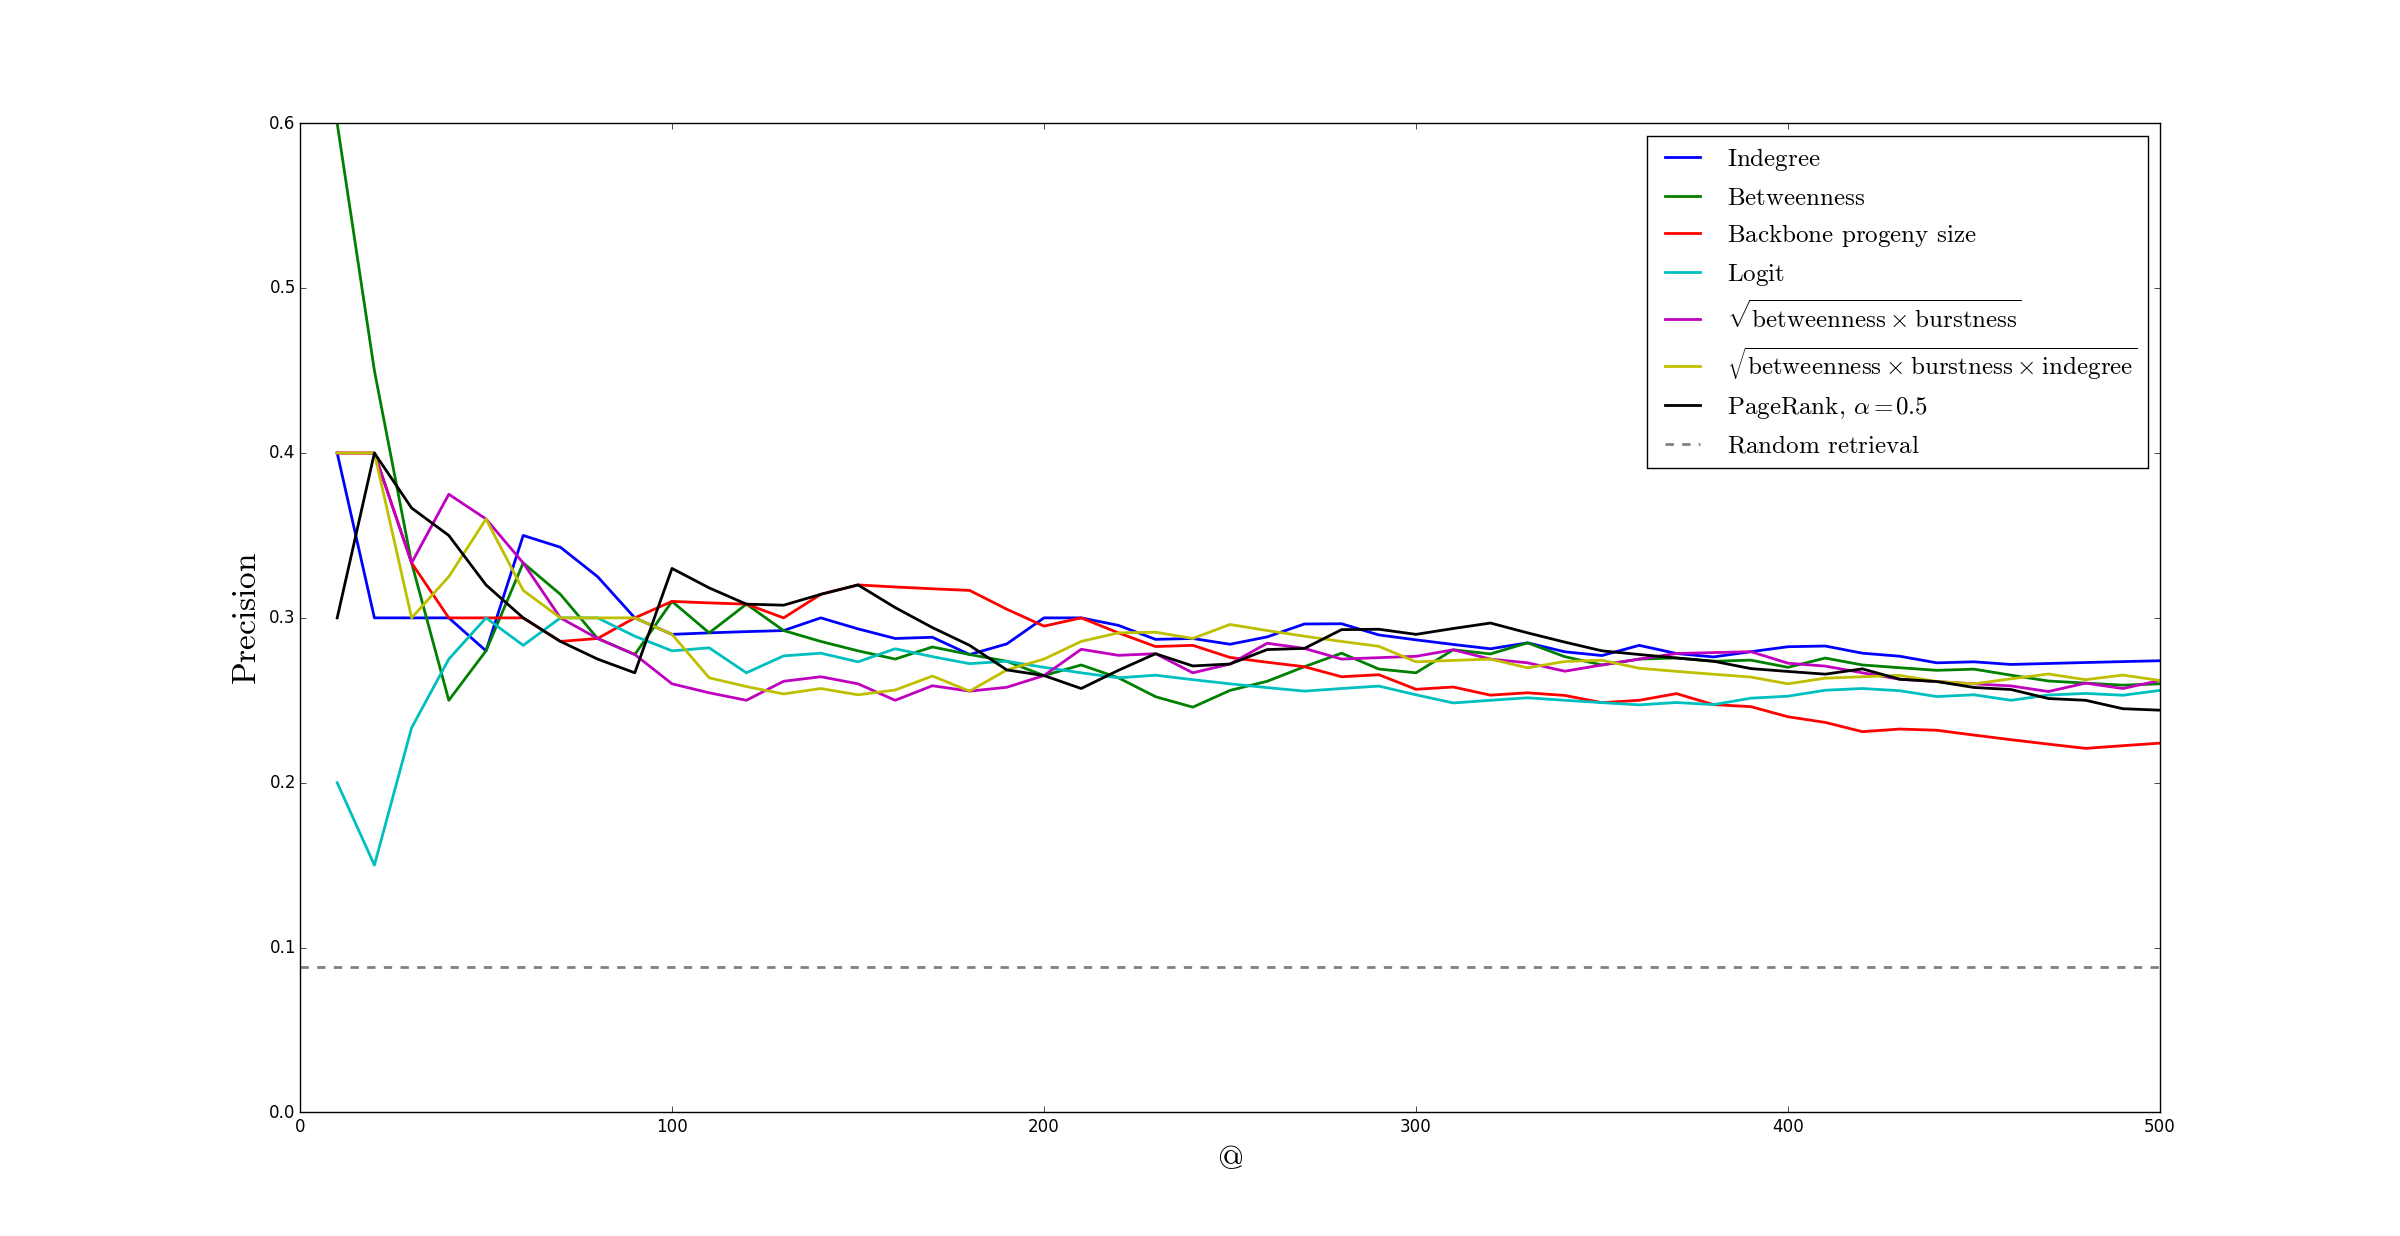 0.6
0.5
0.4
0.3
0.2
0.1
0.0
Precision
0
100
200
300
400
500
@
Indegree
Betweenness
Backbone progeny size
Logit
√betweenness × burstness
√betweenness × burstness × indegree
PageRank, α = 0.5
Random retrieval